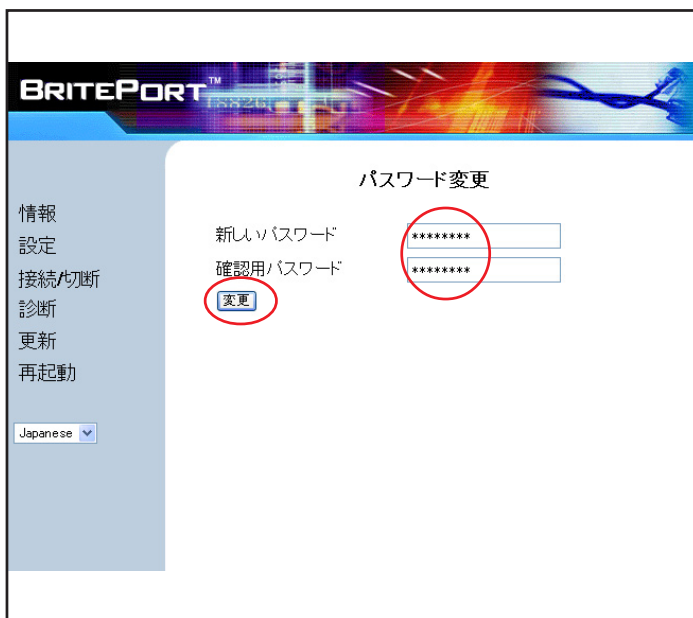 BRITEPORT™
パスワード変更
情報
設定
接続/切断
診断
更新
再起動
Japanese
新しいパスワード ********
確認用パスワード ********
変更